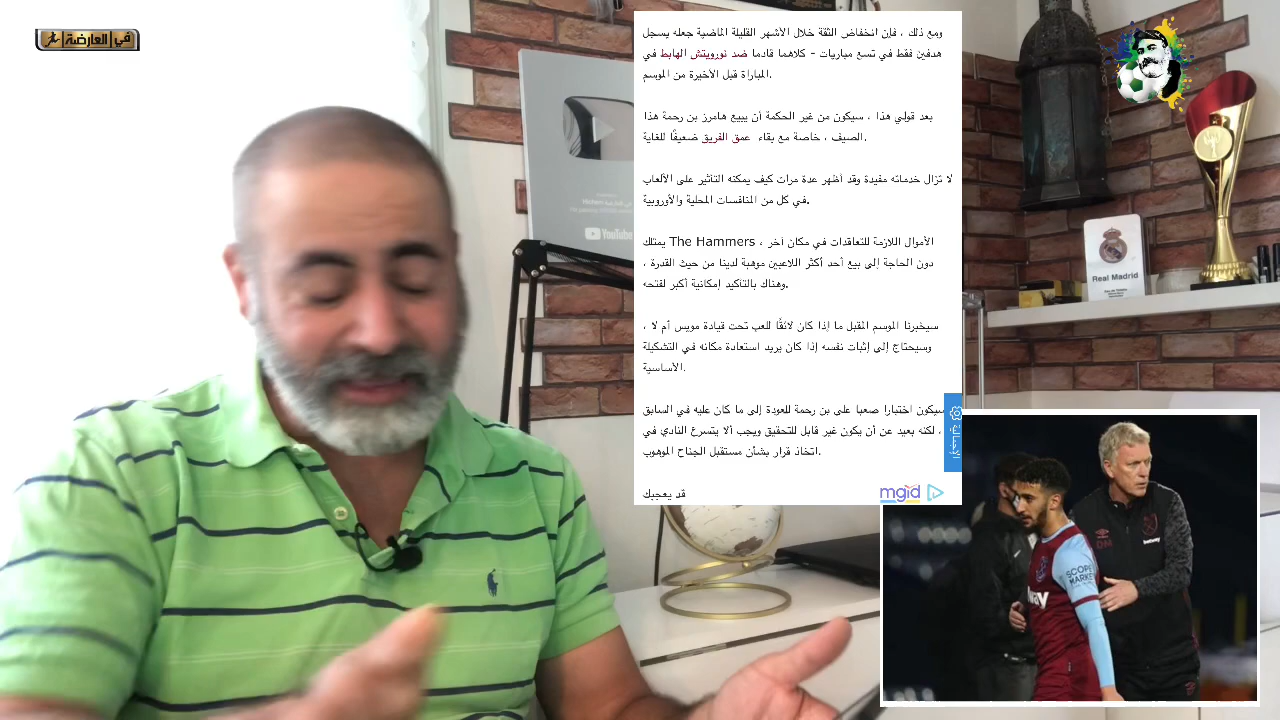 في العارضة
ومع ذلك ، فإن انخفاض الثقة خلال الأشهر القليلة الماضية جعله يسجل
هدفين فقط في تسع مباريات - كلاهما قادما ضد نورويتش الهابط في
المباراة قبل الأخيرة من الموسم.
بعد قولي هذا ، سيكون من غير الحكمة أن يبيع هامرز بن رحمة هذا
الصيف ، خاصة مع بقاء عمق الفريق ضعيفًا للغاية.
لا تزال خدماته مفيدة وقد أظهر عدة مرات كيف يمكنه التأثير على الألعاب
في كل من المنافسات المحلية والأوروبية.
يمتلك The Hammers الأموال اللازمة للتعاقدات في مكان آخر ،
دون الحاجة إلى بيع أحد أكثر اللاعبين موهبة لدينا من حيث القدرة ،
وهناك بالتأكيد إمكانية أكبر لفتحه.
سيخبرنا الموسم المقبل ما إذا كان لائقًا للعب تحت قيادة مويس أم لا ،
وسيحتاج إلى إثبات نفسه إذا كان يريد استعادة مكانه في التشكيلة
الأساسية.
سيكون اختبارا صعبا على بن رحمة للعودة إلى ما كان عليه في السابق
، لكنه بعيد عن أن يكون غير قابل للتحقيق ويجب ألا يتسرع النادي في
اتخاذ قرار بشأن مستقبل الجناح الموهوب.
قد يعجبك
mgid
YouTube
Real Madrid
SCOPE
MARKETS
way
betway
DM